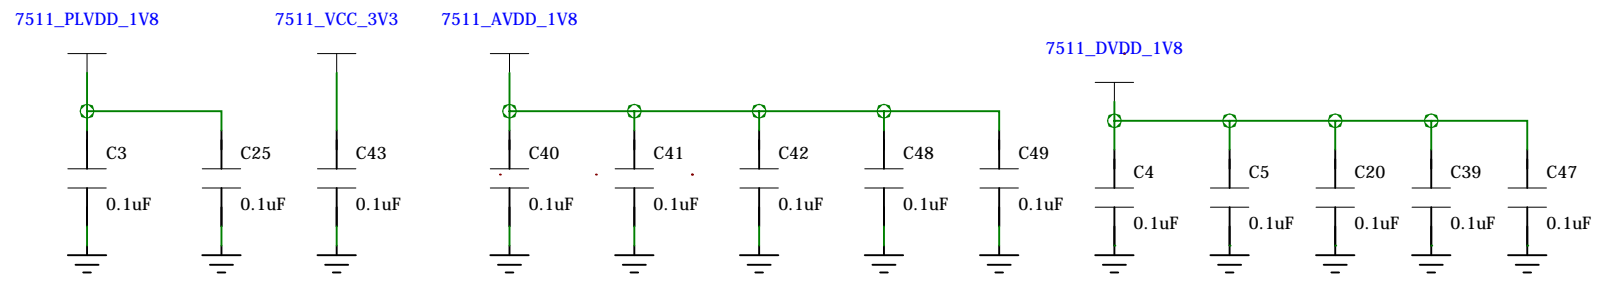 7511_PLVDD_1V8
7511_VCC_3V3
7511_AVDD_1V8
7511_DVDD_1V8
C3
C25
C43
C40
C41
C42
C48
C49
C4
C5
C20
C39
C47
0.1uF
0.1uF
0.1uF
0.1uF
0.1uF
0.1uF
0.1uF
0.1uF
0.1uF
0.1uF
0.1uF
0.1uF
0.1uF